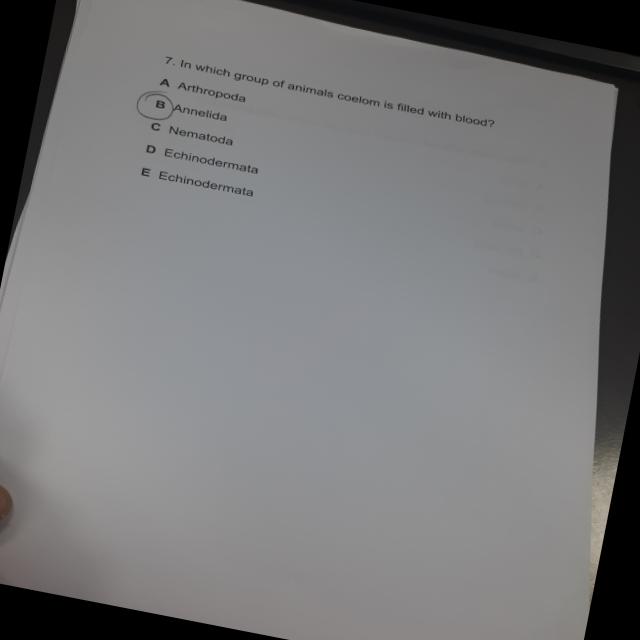 7. In which group of animals coelom is filled with blood?
A Arthropoda
B Annelida
C Nematoda
D Echinodermata
E Echinodermata